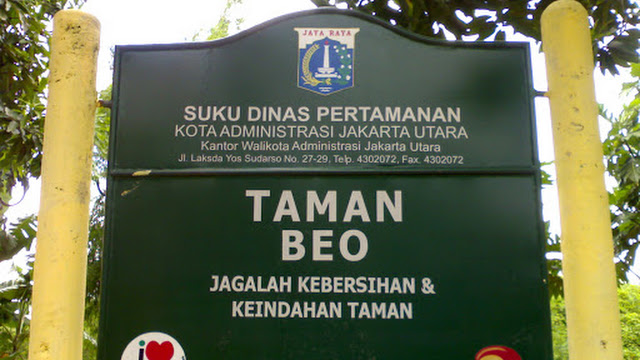 JAYA RAYA
SUKU DINAS PERTAMANAN
KOTA ADMINISTRASI JAKARTA UTARA
Kantor Walikota Administrasi Jakarta Utara
Jl. Laksda Yos Sudarso No. 27-29, Telp. 4302072, Fax. 4302072
TAMAN
BEO
JAGALAH KEBERSIHAN &
KEINDAHAN TAMAN
i